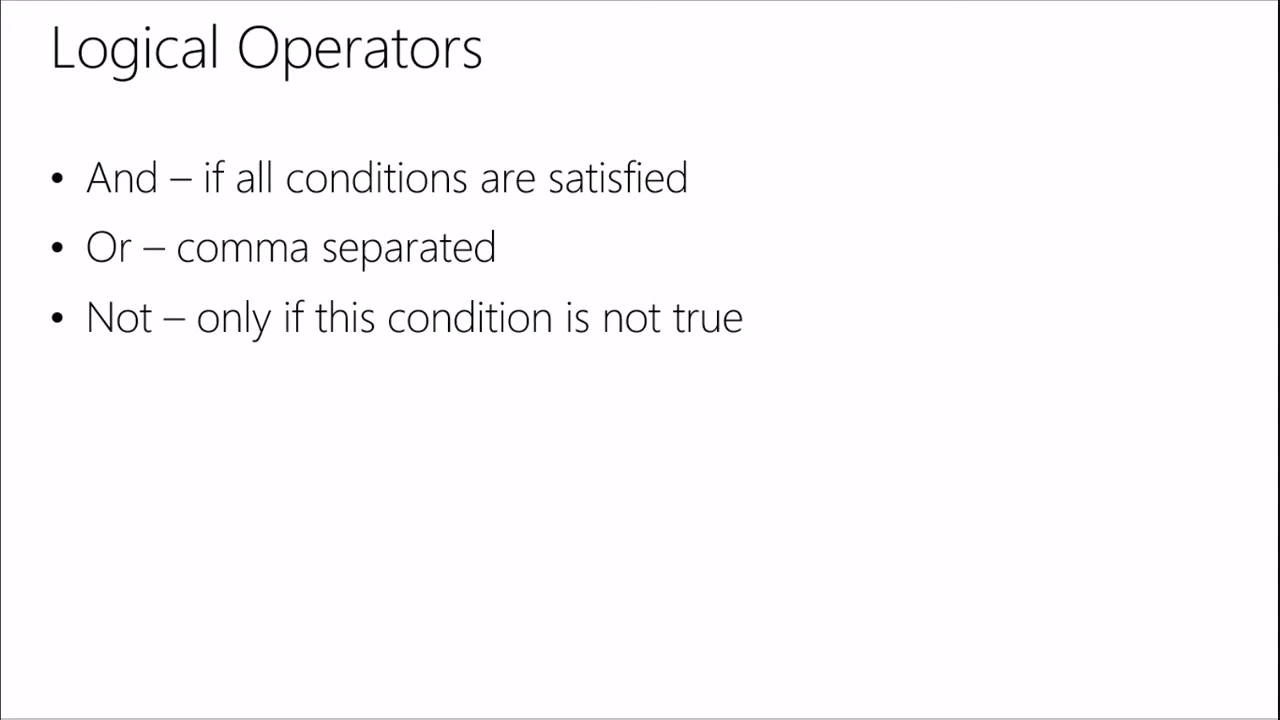 Logical Operators
• And – if all conditions are satisfied
• Or – comma separated
• Not – only if this condition is not true